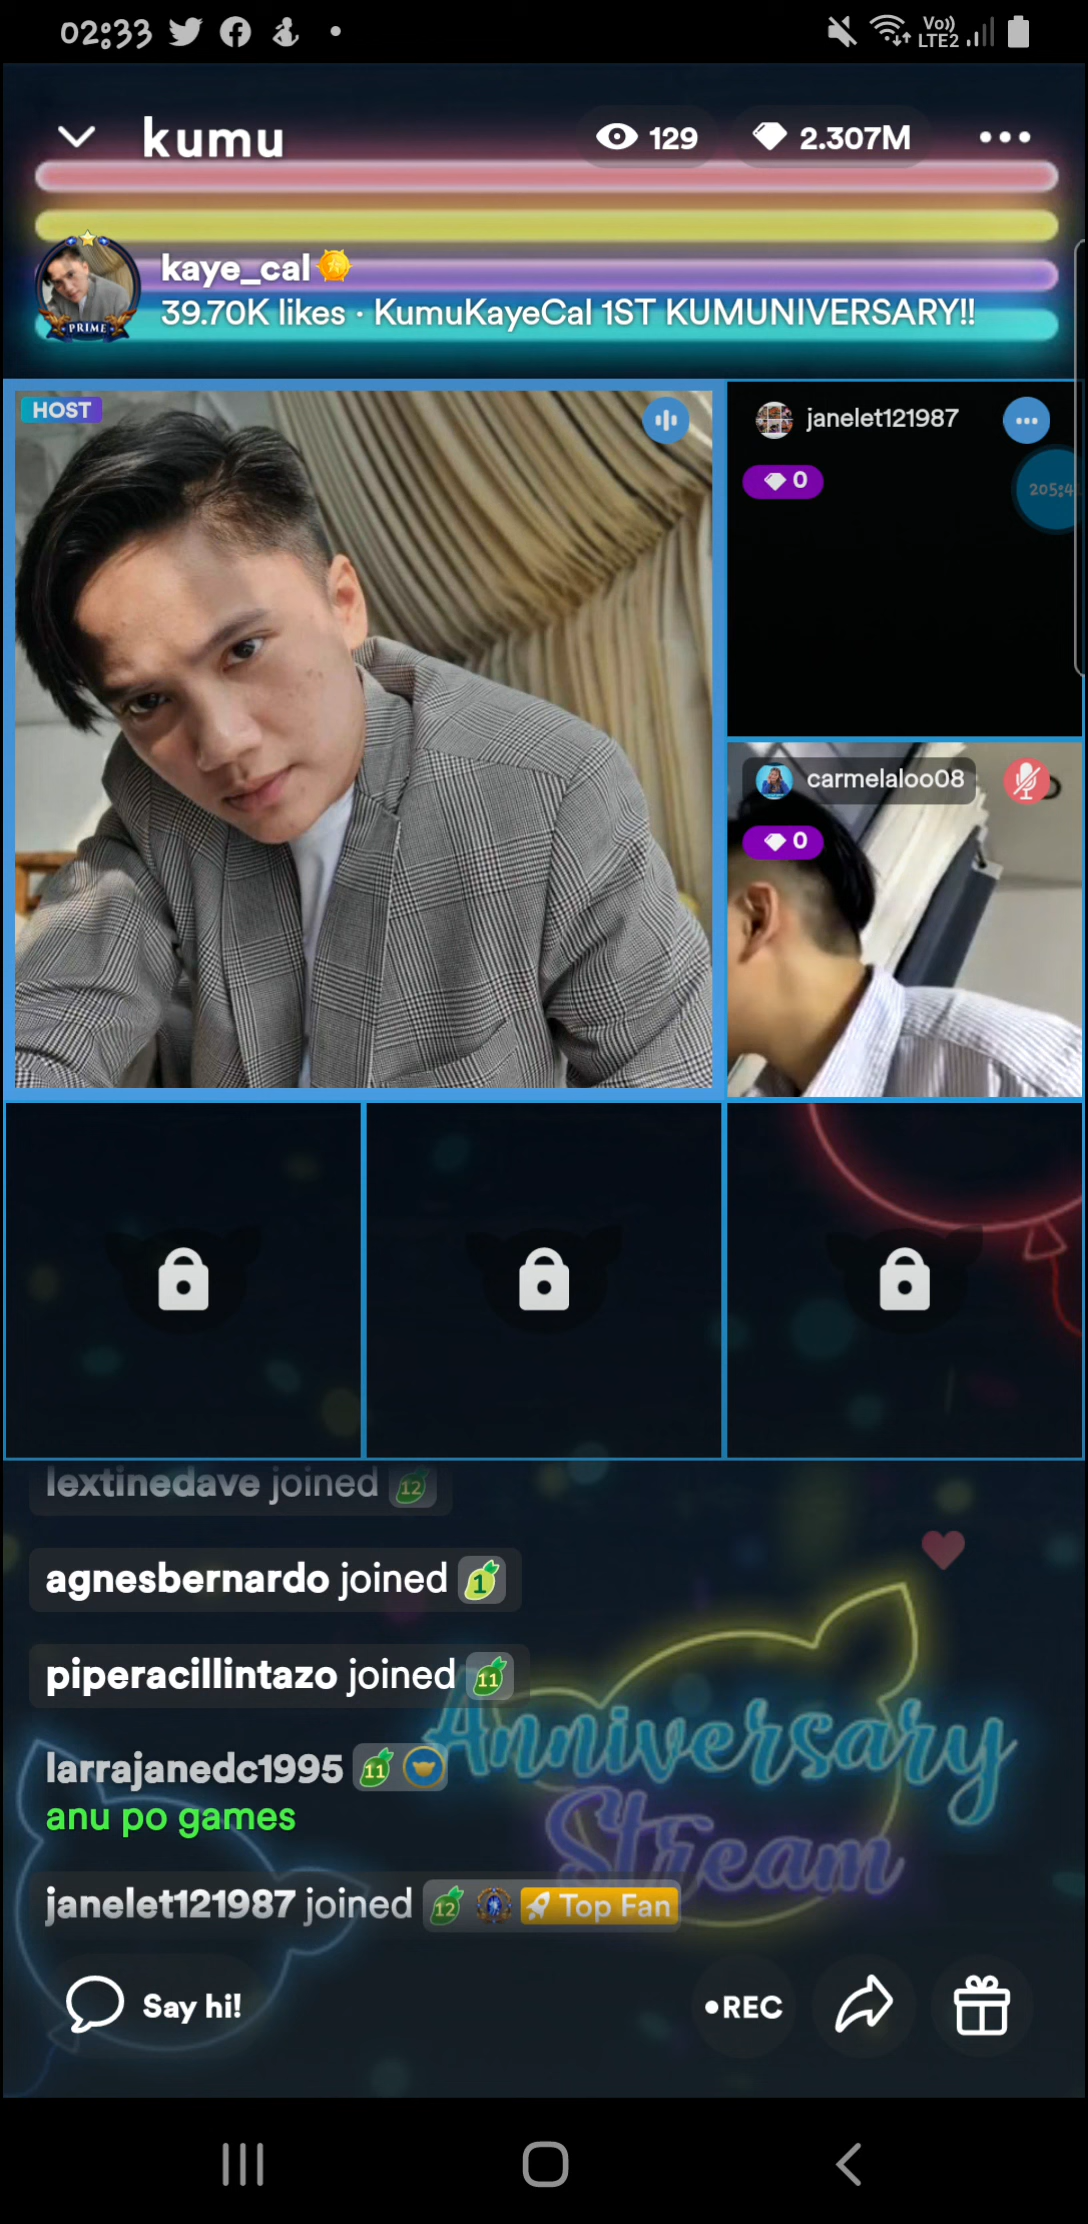 02:33
Vo)) LTE2
kumu
129
2.307M
kaye_cal
39.70K likes · KumuKayeCal 1ST KUMUNIVERSARY!!
PRIME
HOST
janelet121987
0
205:4
carmelaloo08
0
lextinedave joined 12
agnesbernardo joined 1
piperacillintazo joined 11
larrajanedc1995 11
anu po games
janelet121987 joined 12 Top Fan
Anniversary
Stream
Say hi!
•REC